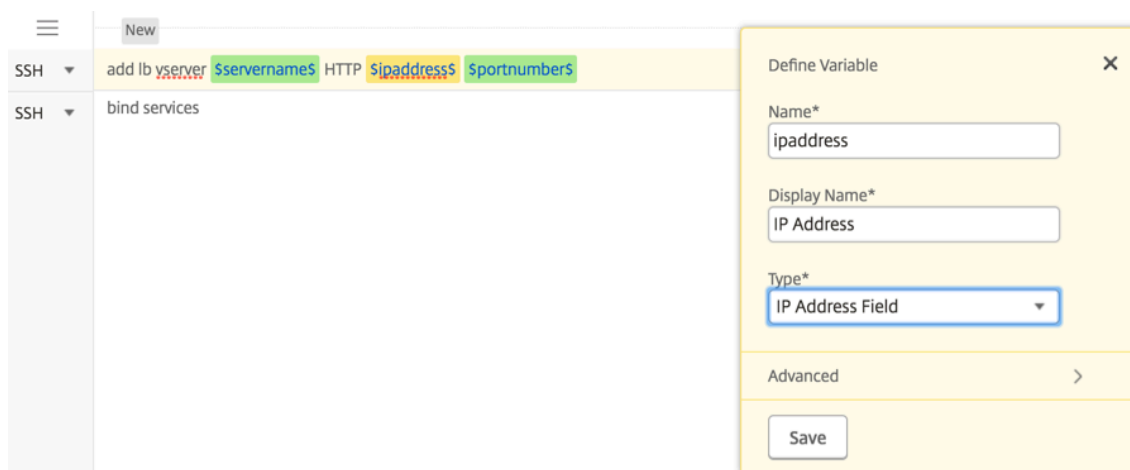 New
SSH add lb vserver $servername$ HTTP $ipaddress$ $portnumber$
SSH bind services
Define Variable
Name*
ipaddress
Display Name*
IP Address
Type*
IP Address Field
Advanced
Save